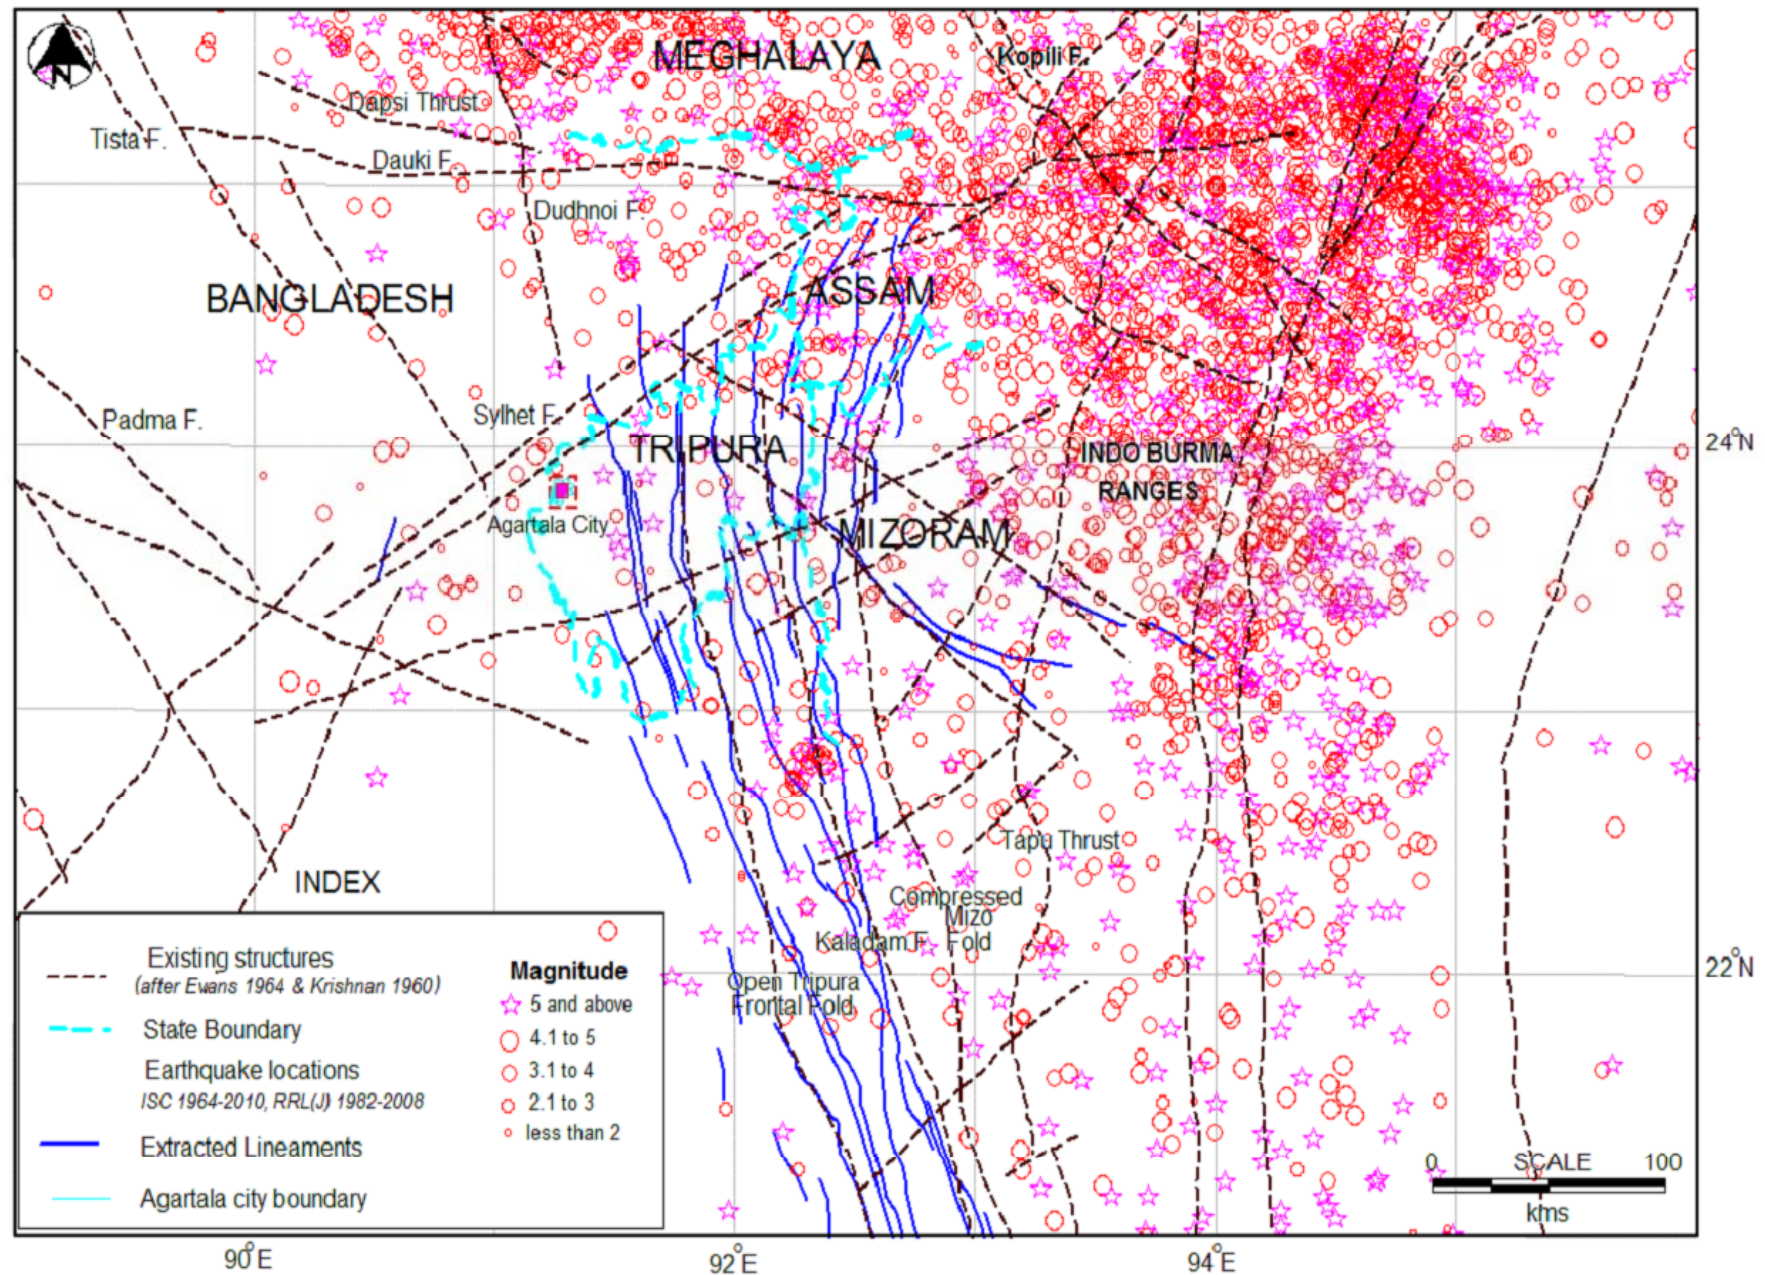 N
MEGHALAYA
Kopili F.
Dapsi Thrust
Tista F.
Dauki F.
Dudhnoi F.
BANGLADESH
ASSAM
Padma F.
Sylhet F.
TRIPURA
24°N
INDO BURMA
RANGES
Agartala City
MIZORAM
Tapu Thrust
INDEX
Compressed
Mizo
Fold
Kaladam F.
22°N
Open Tripura
Frontal Fold
Existing structures
(after Ewans 1964 & Krishnan 1960)
State Boundary
Earthquake locations
ISC 1964-2010, RRL(J) 1982-2008
Extracted Lineaments
Agartala city boundary
Magnitude
5 and above
4.1 to 5
3.1 to 4
2.1 to 3
less than 2
0 SCALE 100
kms
90°E 92°E 94°E